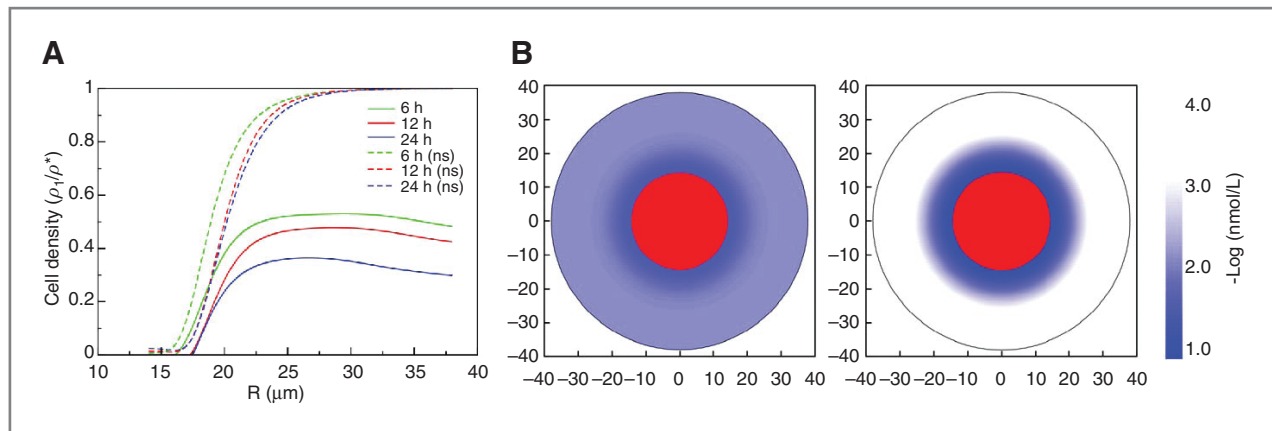 A
Cell density (ρ₁/ρ*)
1
0.8
0.6
0.4
0.2
0
10 15 20 25 30 35 40
R (μm)
6 h
12 h
24 h
6 h (ns)
12 h (ns)
24 h (ns)
B
40
30
20
10
0
−10
−20
−30
−40
−40 −30 −20 −10 0 10 20 30 40
40
30
20
10
0
−10
−20
−30
−40
−40 −30 −20 −10 0 10 20 30 40
4.0
3.0
2.0
1.0
-Log (nmol/L)